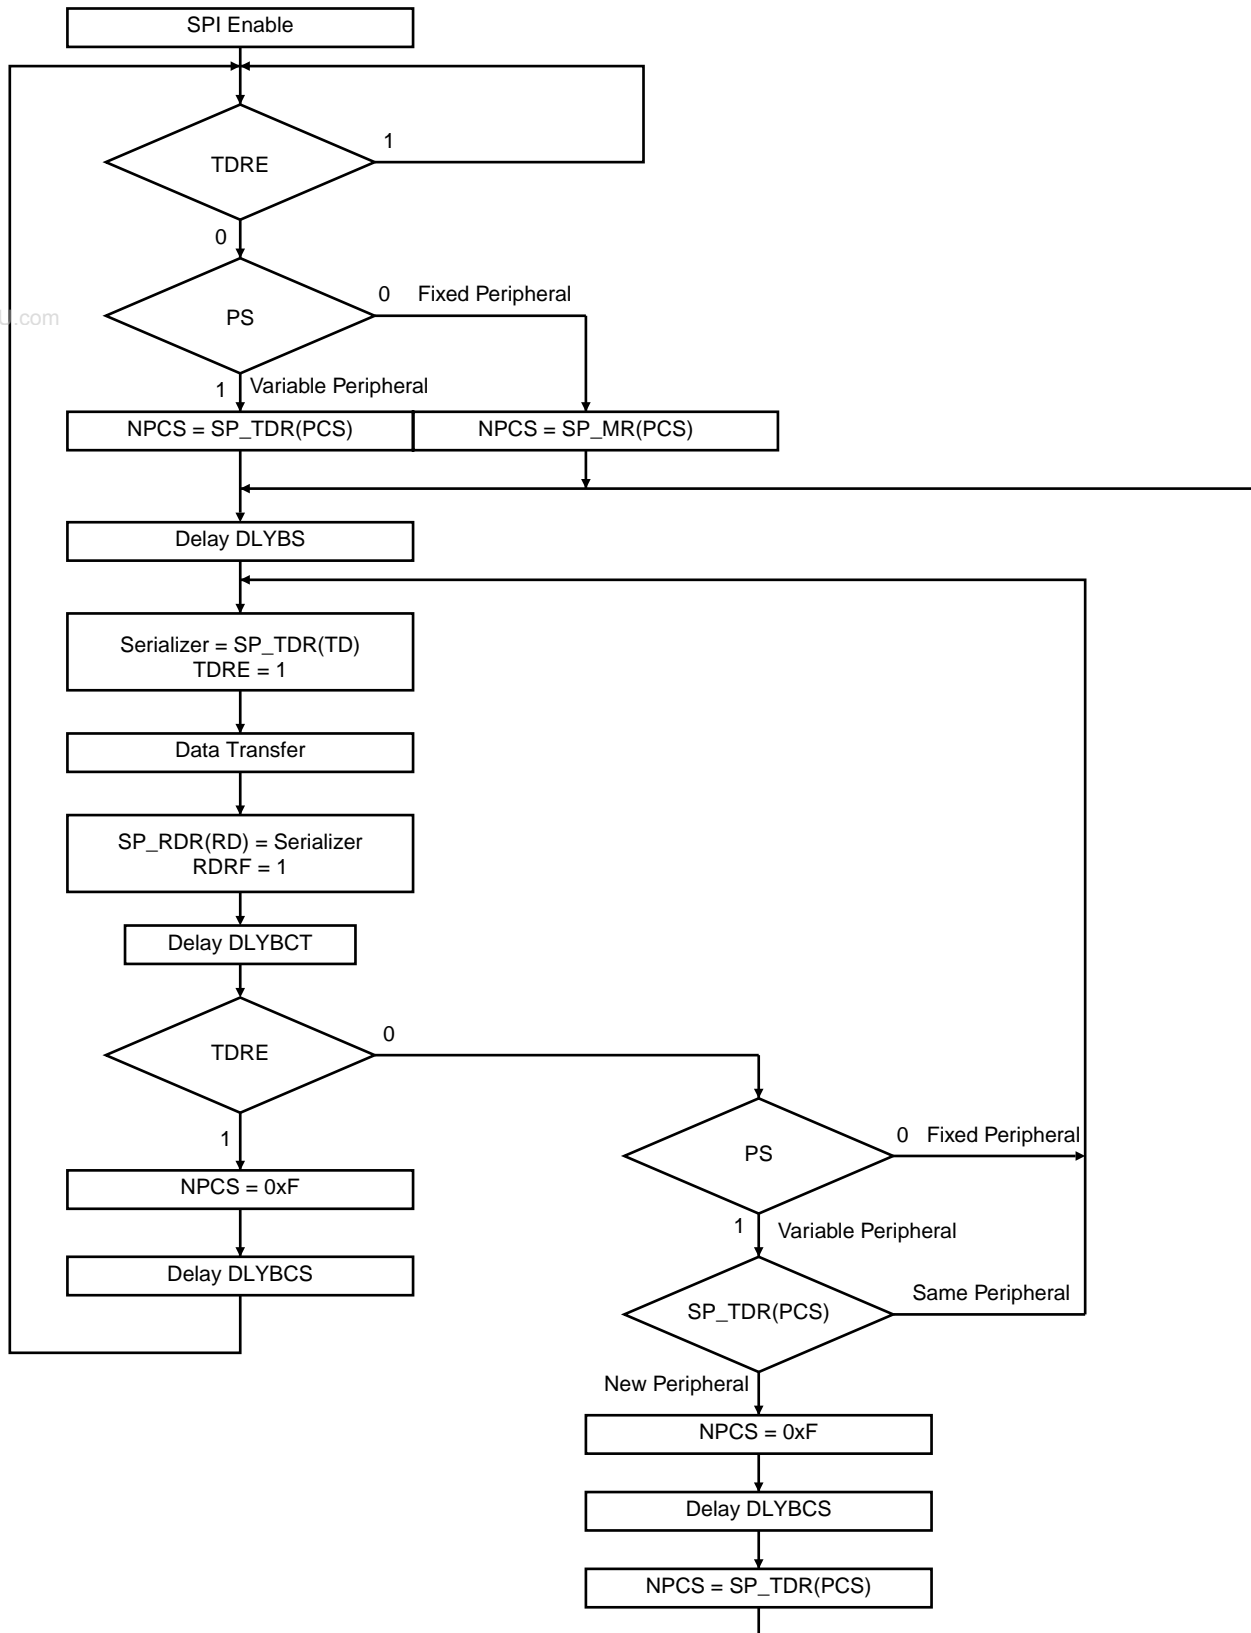 SPI Enable
TDRE
1
0
PS
0 Fixed Peripheral
1 Variable Peripheral
NPCS = SP_TDR(PCS)
NPCS = SP_MR(PCS)
Delay DLYBS
Serializer = SP_TDR(TD)
TDRE = 1
Data Transfer
SP_RDR(RD) = Serializer
RDRF = 1
Delay DLYBCT
TDRE
0
1
PS
0 Fixed Peripheral
1 Variable Peripheral
NPCS = 0xF
Delay DLYBCS
SP_TDR(PCS)
Same Peripheral
New Peripheral
NPCS = 0xF
Delay DLYBCS
NPCS = SP_TDR(PCS)